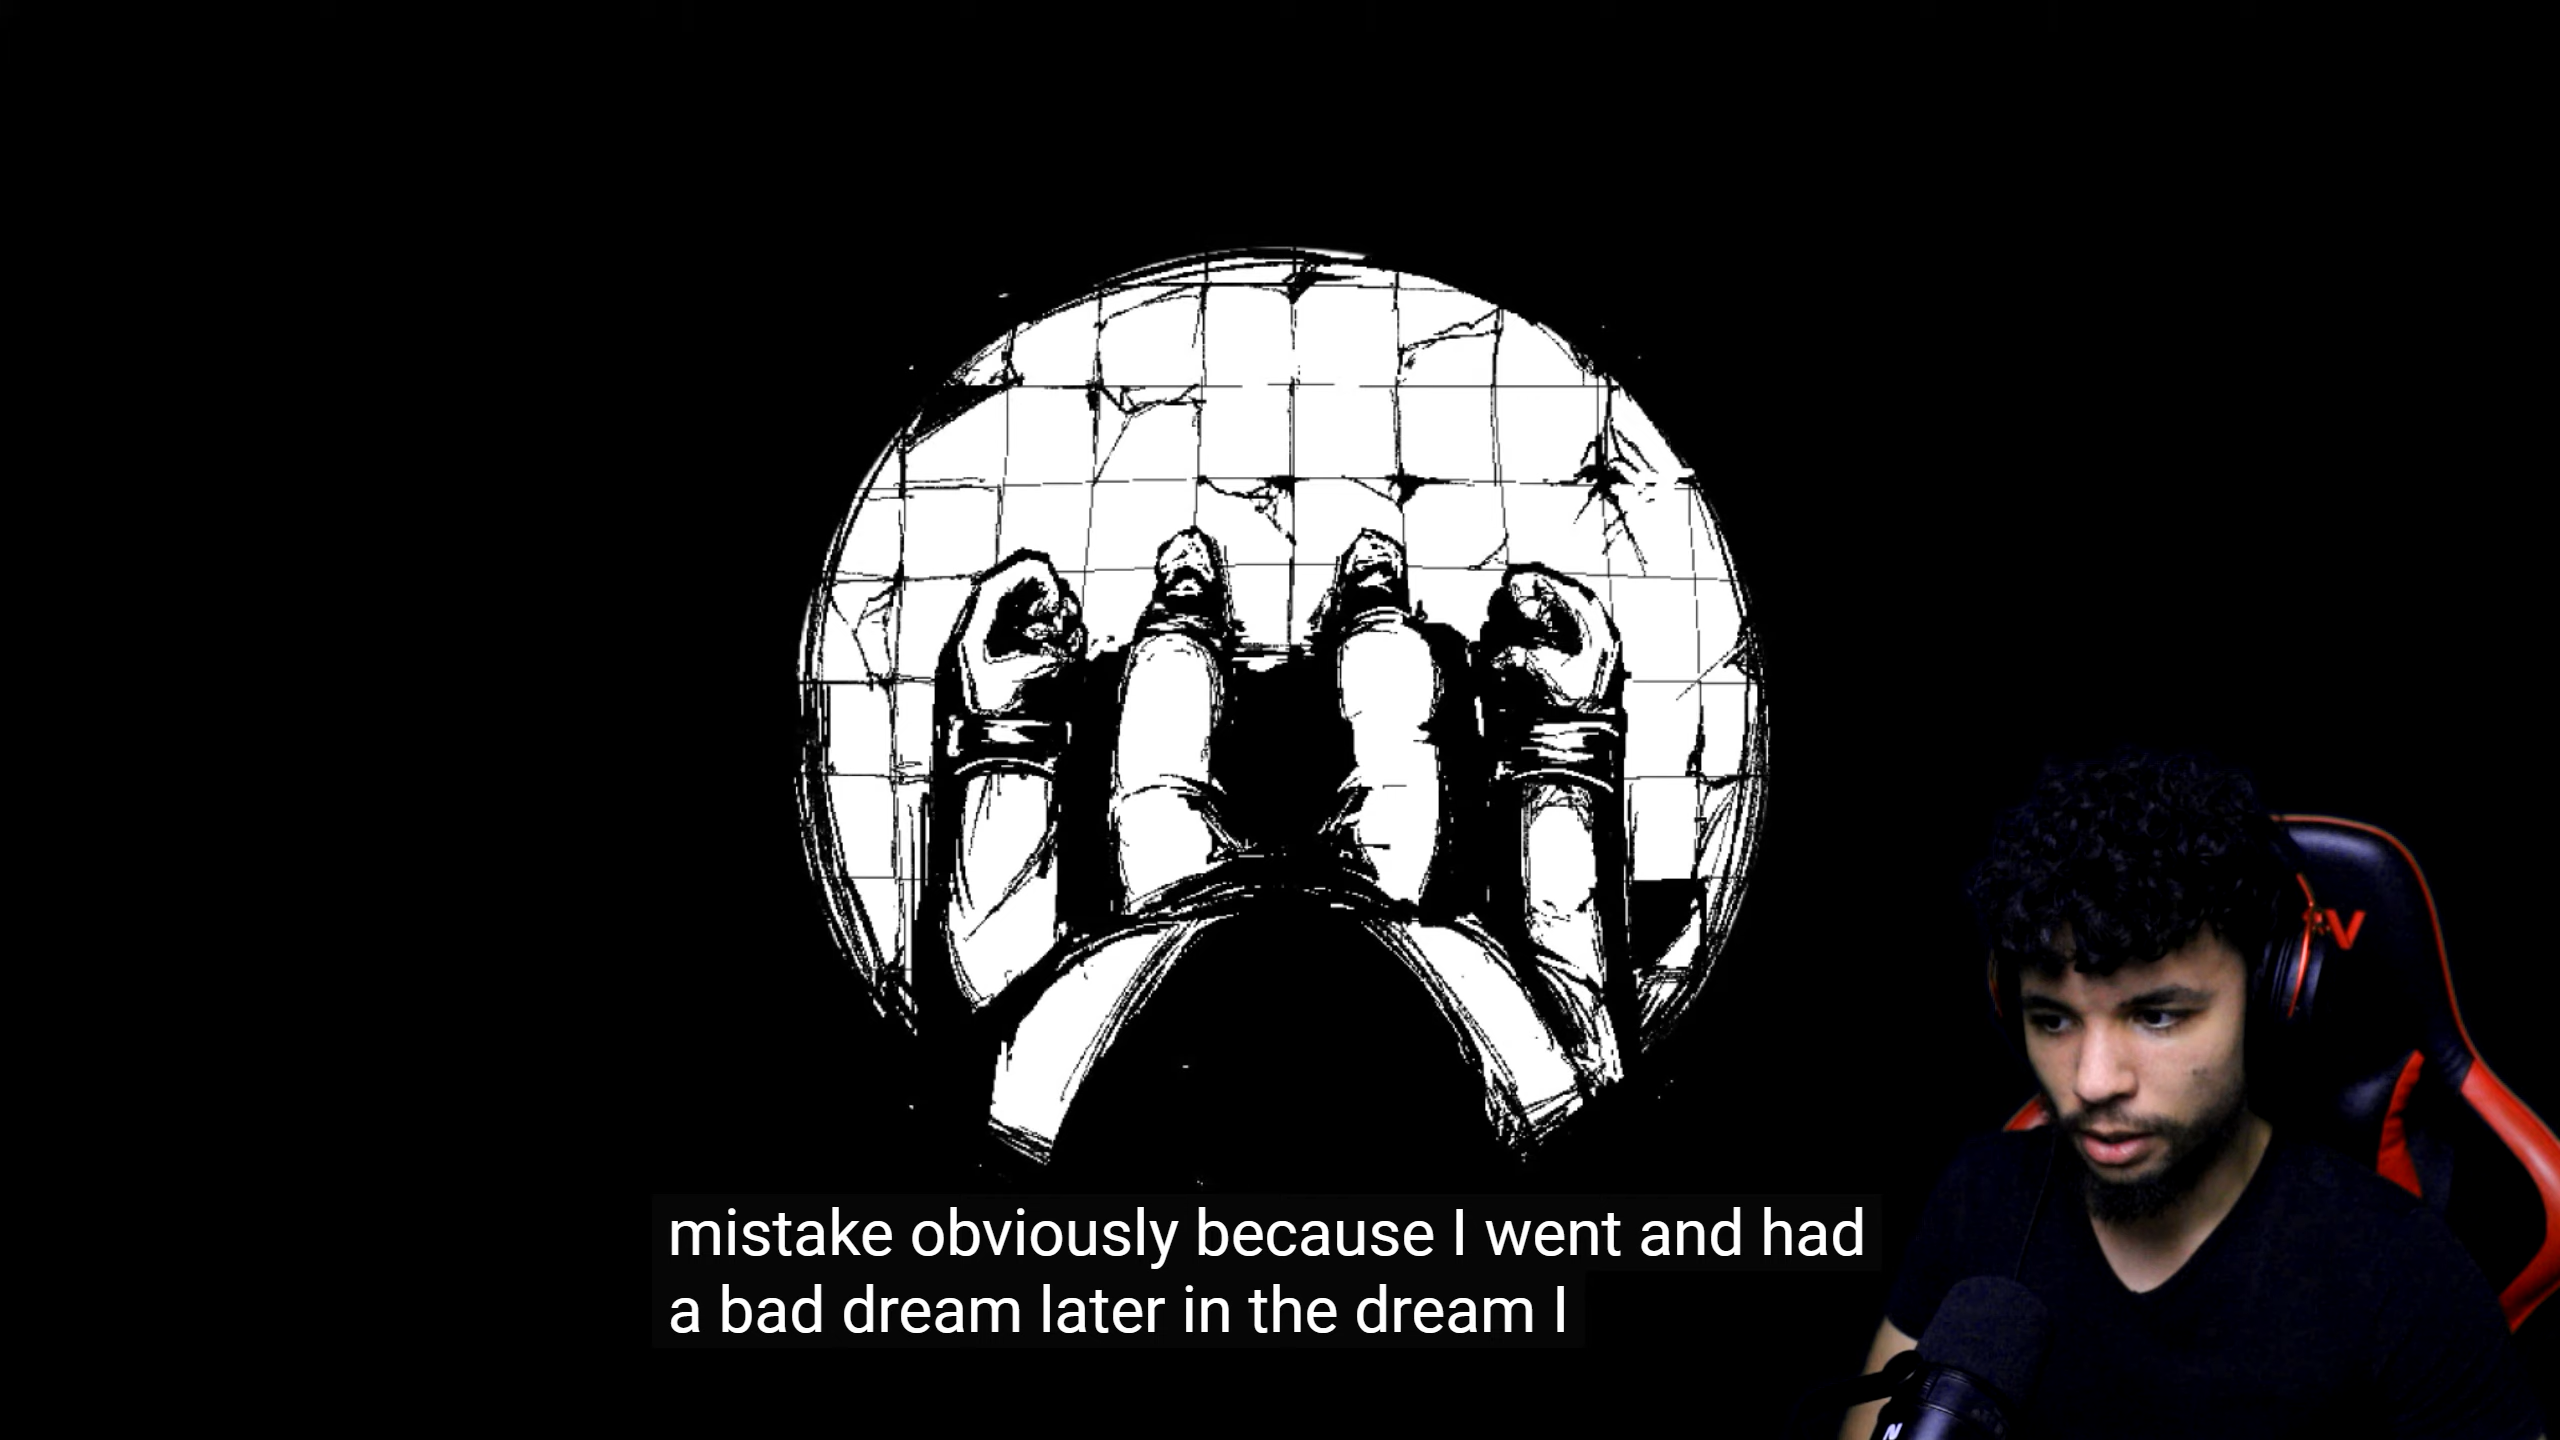 mistake obviously because I went and had
a bad dream later in the dream I
V
N